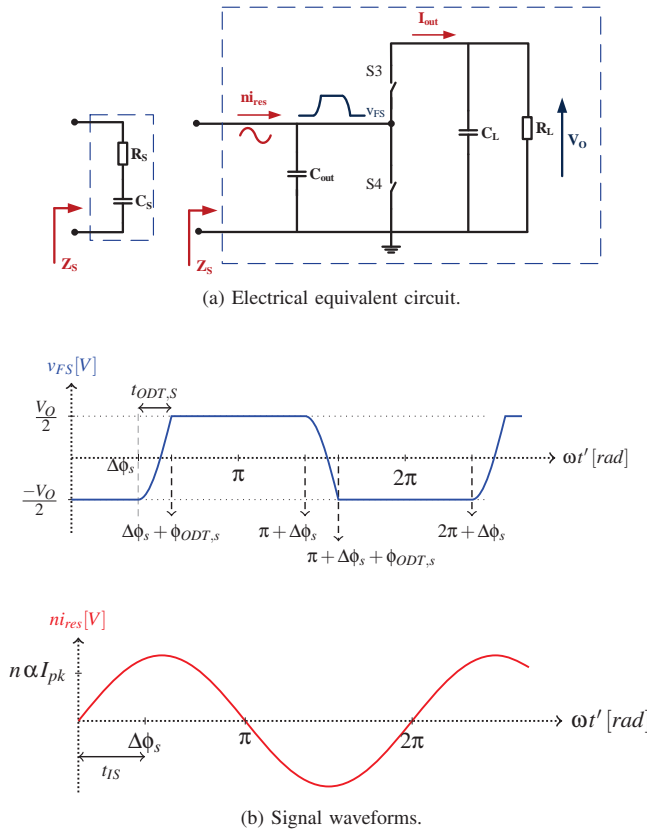 I_out
S3
ni_res
v_FS
R_S
C_S
C_out
S4
C_L
R_L
V_O
Z_S
Z_S
(a) Electrical equivalent circuit.
v_FS[V]
t_ODT,S
V_O/2
Δϕ_s
π
2π
ωt′ [rad]
−V_O/2
Δϕ_s + ϕ_ODT,s
π + Δϕ_s
2π + Δϕ_s
π + Δϕ_s + ϕ_ODT,s
ni_res[V]
n αI_pk
Δϕ_s
π
2π
ωt′ [rad]
t_IS
(b) Signal waveforms.